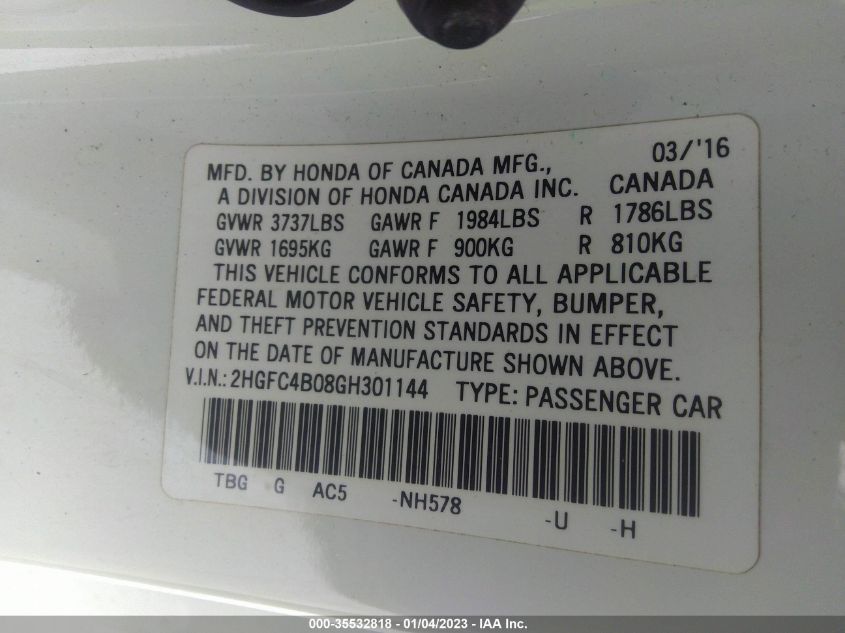 03/'16
MFD. BY HONDA OF CANADA MFG.,
A DIVISION OF HONDA CANADA INC. CANADA
GVWR 3737LBS GAWR F 1984LBS R 1786LBS
GVWR 1695KG GAWR F 900KG R 810KG
THIS VEHICLE CONFORMS TO ALL APPLICABLE
FEDERAL MOTOR VEHICLE SAFETY, BUMPER,
AND THEFT PREVENTION STANDARDS IN EFFECT
ON THE DATE OF MANUFACTURE SHOWN ABOVE.
V.I.N.: 2HGFC4B08GH301144 TYPE: PASSENGER CAR
TBG G AC5 -NH578 -U -H
000-35532818 - 01/04/2023 - IAA Inc.